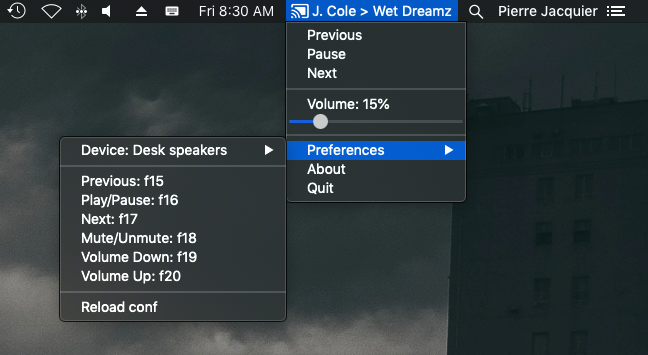 Fri 8:30 AM J. Cole > Wet Dreamz Pierre Jacquier
Previous
Pause
Next
Volume: 15%
Preferences
About
Quit
Device: Desk speakers
Previous: f15
Play/Pause: f16
Next: f17
Mute/Unmute: f18
Volume Down: f19
Volume Up: f20
Reload conf